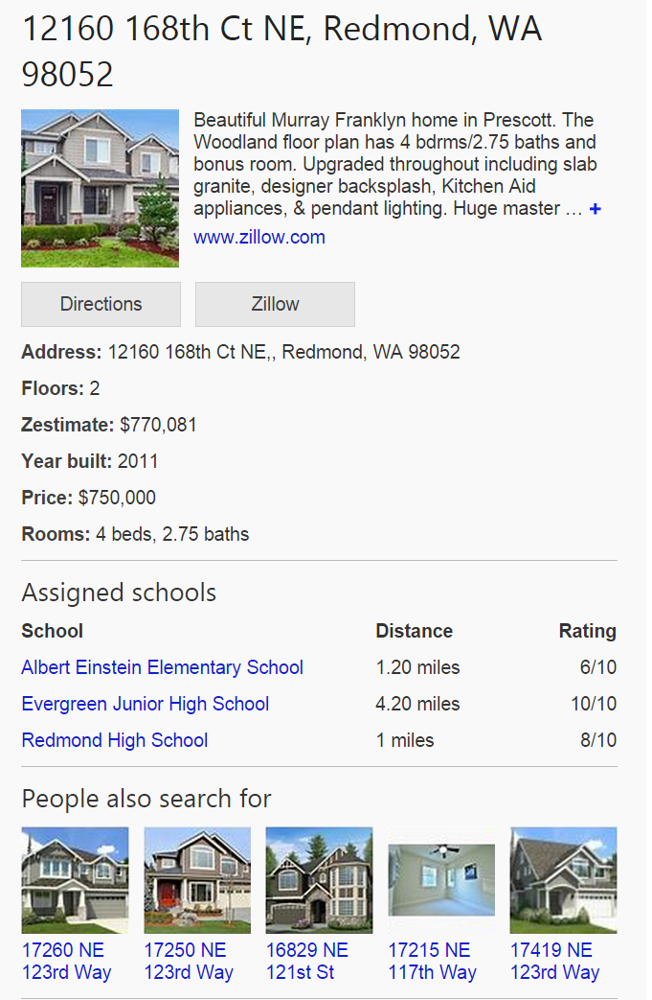 12160 168th Ct NE, Redmond, WA
98052
Beautiful Murray Franklyn home in Prescott. The
Woodland floor plan has 4 bdrms/2.75 baths and
bonus room. Upgraded throughout including slab
granite, designer backsplash, Kitchen Aid
appliances, & pendant lighting. Huge master ... +
www.zillow.com
Directions
Zillow
Address: 12160 168th Ct NE,, Redmond, WA 98052
Floors: 2
Zestimate: $770,081
Year built: 2011
Price: $750,000
Rooms: 4 beds, 2.75 baths
Assigned schools
School Distance Rating
Albert Einstein Elementary School 1.20 miles 6/10
Evergreen Junior High School 4.20 miles 10/10
Redmond High School 1 miles 8/10
People also search for
17260 NE
123rd Way
17250 NE
123rd Way
16829 NE
121st St
17215 NE
117th Way
17419 NE
123rd Way